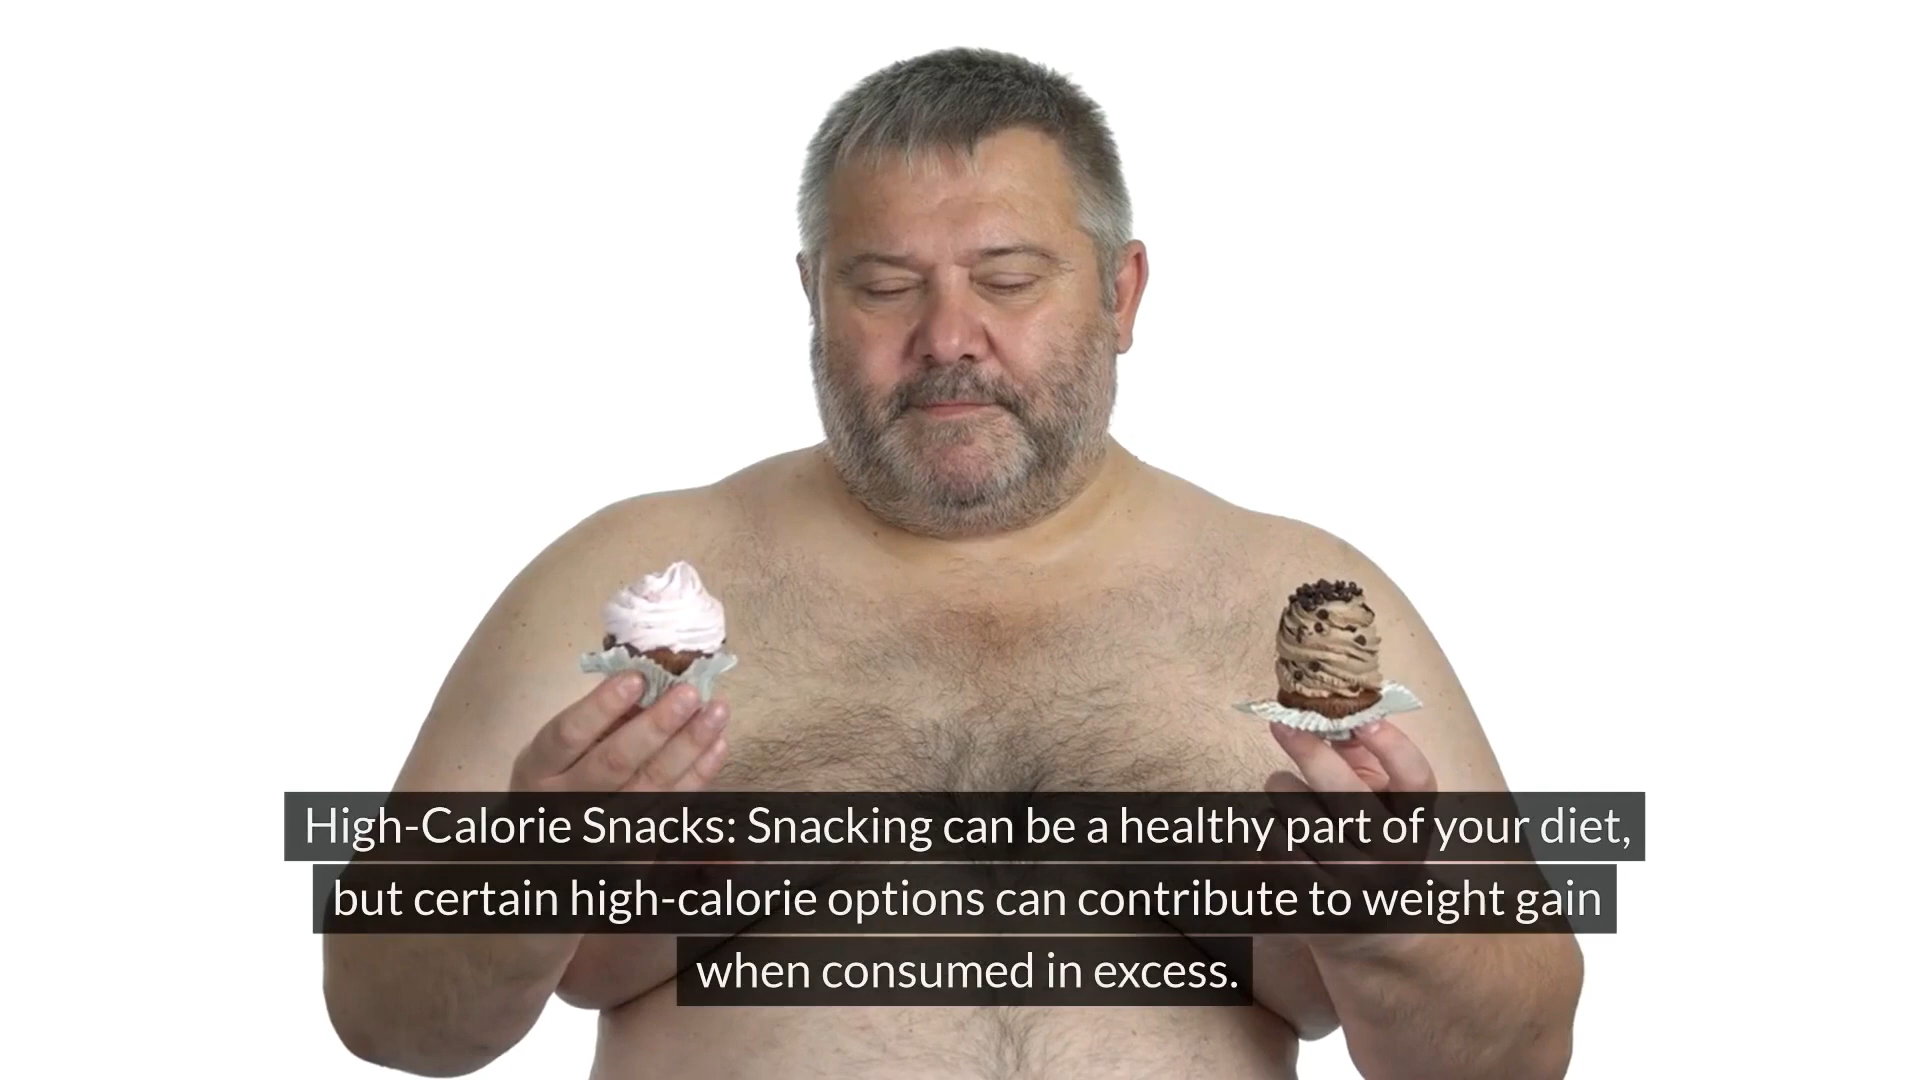 High-Calorie Snacks: Snacking can be a healthy part of your diet,
but certain high-calorie options can contribute to weight gain
when consumed in excess.